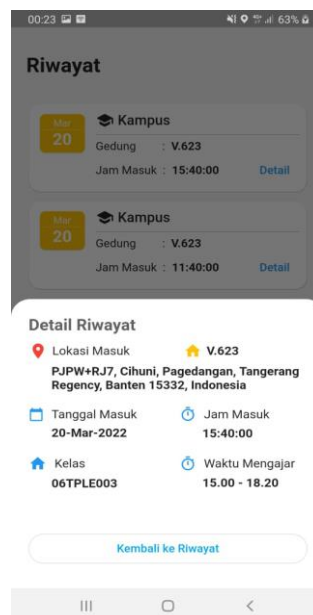 00:23 63%
Riwayat
Mar
20
Kampus
Gedung : V.623
Jam Masuk : 15:40:00 Detail
Mar
20
Kampus
Gedung : V.623
Jam Masuk : 11:40:00 Detail
Detail Riwayat
Lokasi Masuk V.623
PJPW+RJ7, Cihuni, Pagedangan, Tangerang
Regency, Banten 15332, Indonesia
Tanggal Masuk Jam Masuk
20-Mar-2022 15:40:00
Kelas Waktu Mengajar
06TPLE003 15.00 - 18.20
Kembali ke Riwayat